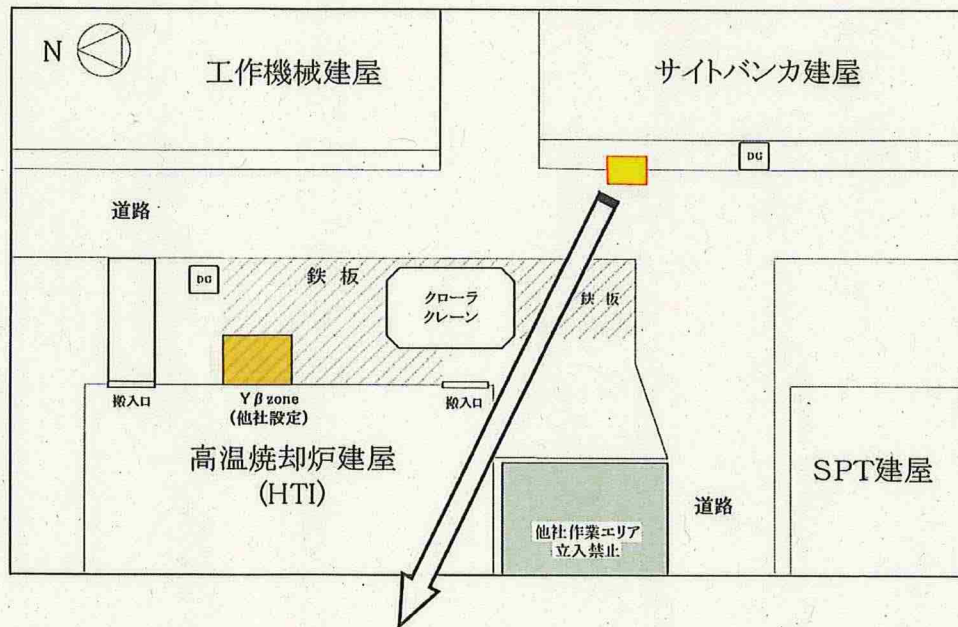 N
工作機械建屋
サイトバンカ建屋
DG
道路
DG
鉄 板
クローラ
クレーン
鉄 板
搬入口
Yβzone
(他社設定)
搬入口
高温焼却炉建屋
(HTI)
SPT建屋
道路
他社作業エリア
立入禁止